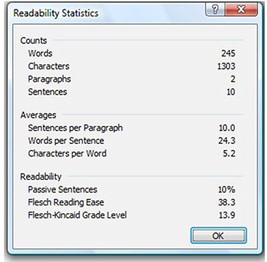 Readability Statistics
Counts
Words 245
Characters 1303
Paragraphs 2
Sentences 10
Averages
Sentences per Paragraph 10.0
Words per Sentence 24.3
Characters per Word 5.2
Readability
Passive Sentences 10%
Flesch Reading Ease 38.3
Flesch-Kincaid Grade Level 13.9
OK